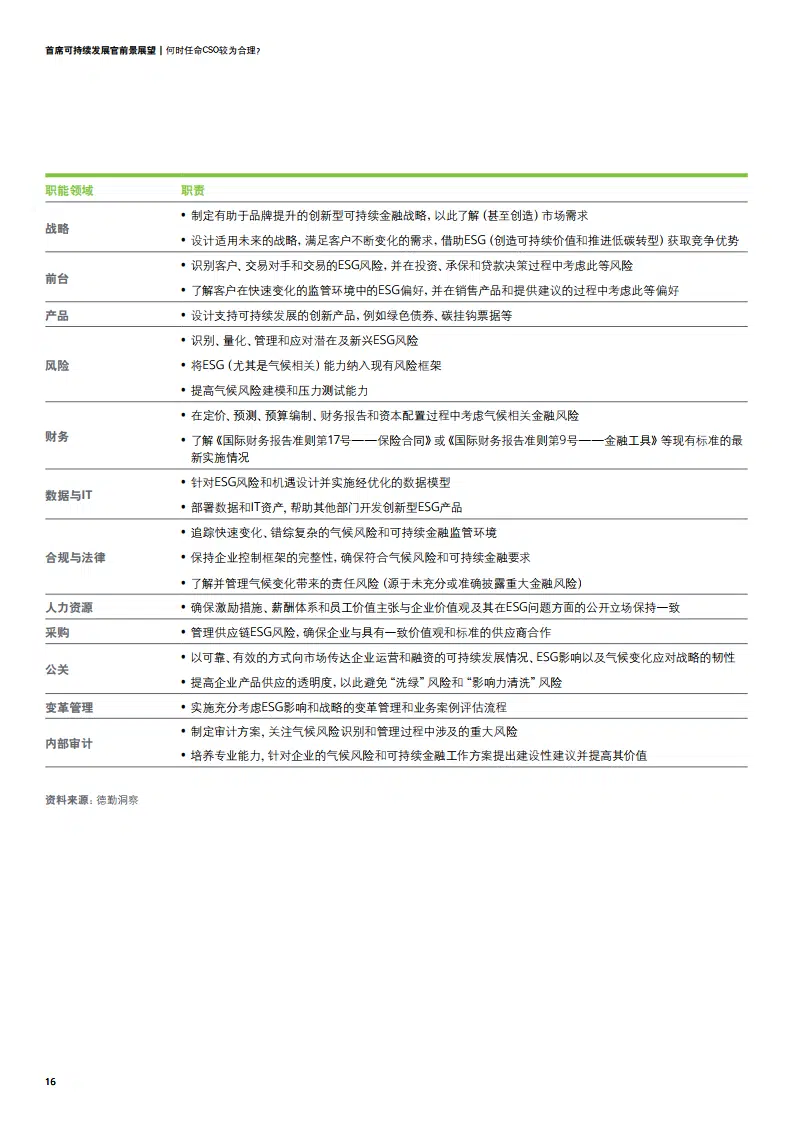 首席可持续发展官前景展望 | 何时任命CSO较为合理？
职能领域 职责
战略
• 制定有助于品牌提升的创新型可持续金融战略，以此了解（甚至创造）市场需求
• 设计适用未来的战略，满足客户不断变化的需求，借助ESG（创造可持续价值和推进低碳转型）获取竞争优势
前台
• 识别客户、交易对手和交易的ESG风险，并在投资、承保和贷款决策过程中考虑此等风险
• 了解客户在快速变化的监管环境中的ESG偏好，并在销售产品和提供建议的过程中考虑此等偏好
产品 • 设计支持可持续发展的创新产品，例如绿色债券、碳挂钩票据等
风险
• 识别、量化、管理和应对潜在及新兴ESG风险
• 将ESG（尤其是气候相关）能力纳入现有风险框架
• 提高气候风险建模和压力测试能力
财务
• 在定价、预测、预算编制、财务报告和资本配置过程中考虑气候相关金融风险
• 了解《国际财务报告准则第17号——保险合同》或《国际财务报告准则第9号——金融工具》等现有标准的最
新实施情况
数据与IT
• 针对ESG风险和机遇设计并实施经优化的数据模型
• 部署数据和IT资产，帮助其他部门开发创新型ESG产品
合规与法律
• 追踪快速变化、错综复杂的气候风险和可持续金融监管环境
• 保持企业控制框架的完整性，确保符合气候风险和可持续金融要求
• 了解并管理气候变化带来的责任风险（源于未充分或准确披露重大金融风险）
人力资源 • 确保激励措施、薪酬体系和员工价值主张与企业价值观及其在ESG问题方面的公开立场保持一致
采购 • 管理供应链ESG风险，确保企业与具有一致价值观和标准的供应商合作
公关
• 以可靠、有效的方式向市场传达企业运营和融资的可持续发展情况、ESG影响以及气候变化应对战略的韧性
• 提高企业产品供应的透明度，以此避免“洗绿”风险和“影响力清洗”风险
变革管理 • 实施充分考虑ESG影响和战略的变革管理和业务案例评估流程
内部审计
• 制定审计方案，关注气候风险识别和管理过程中涉及的重大风险
• 培养专业能力，针对企业的气候风险和可持续金融工作方案提出建设性建议并提高其价值
资料来源：德勤洞察
16